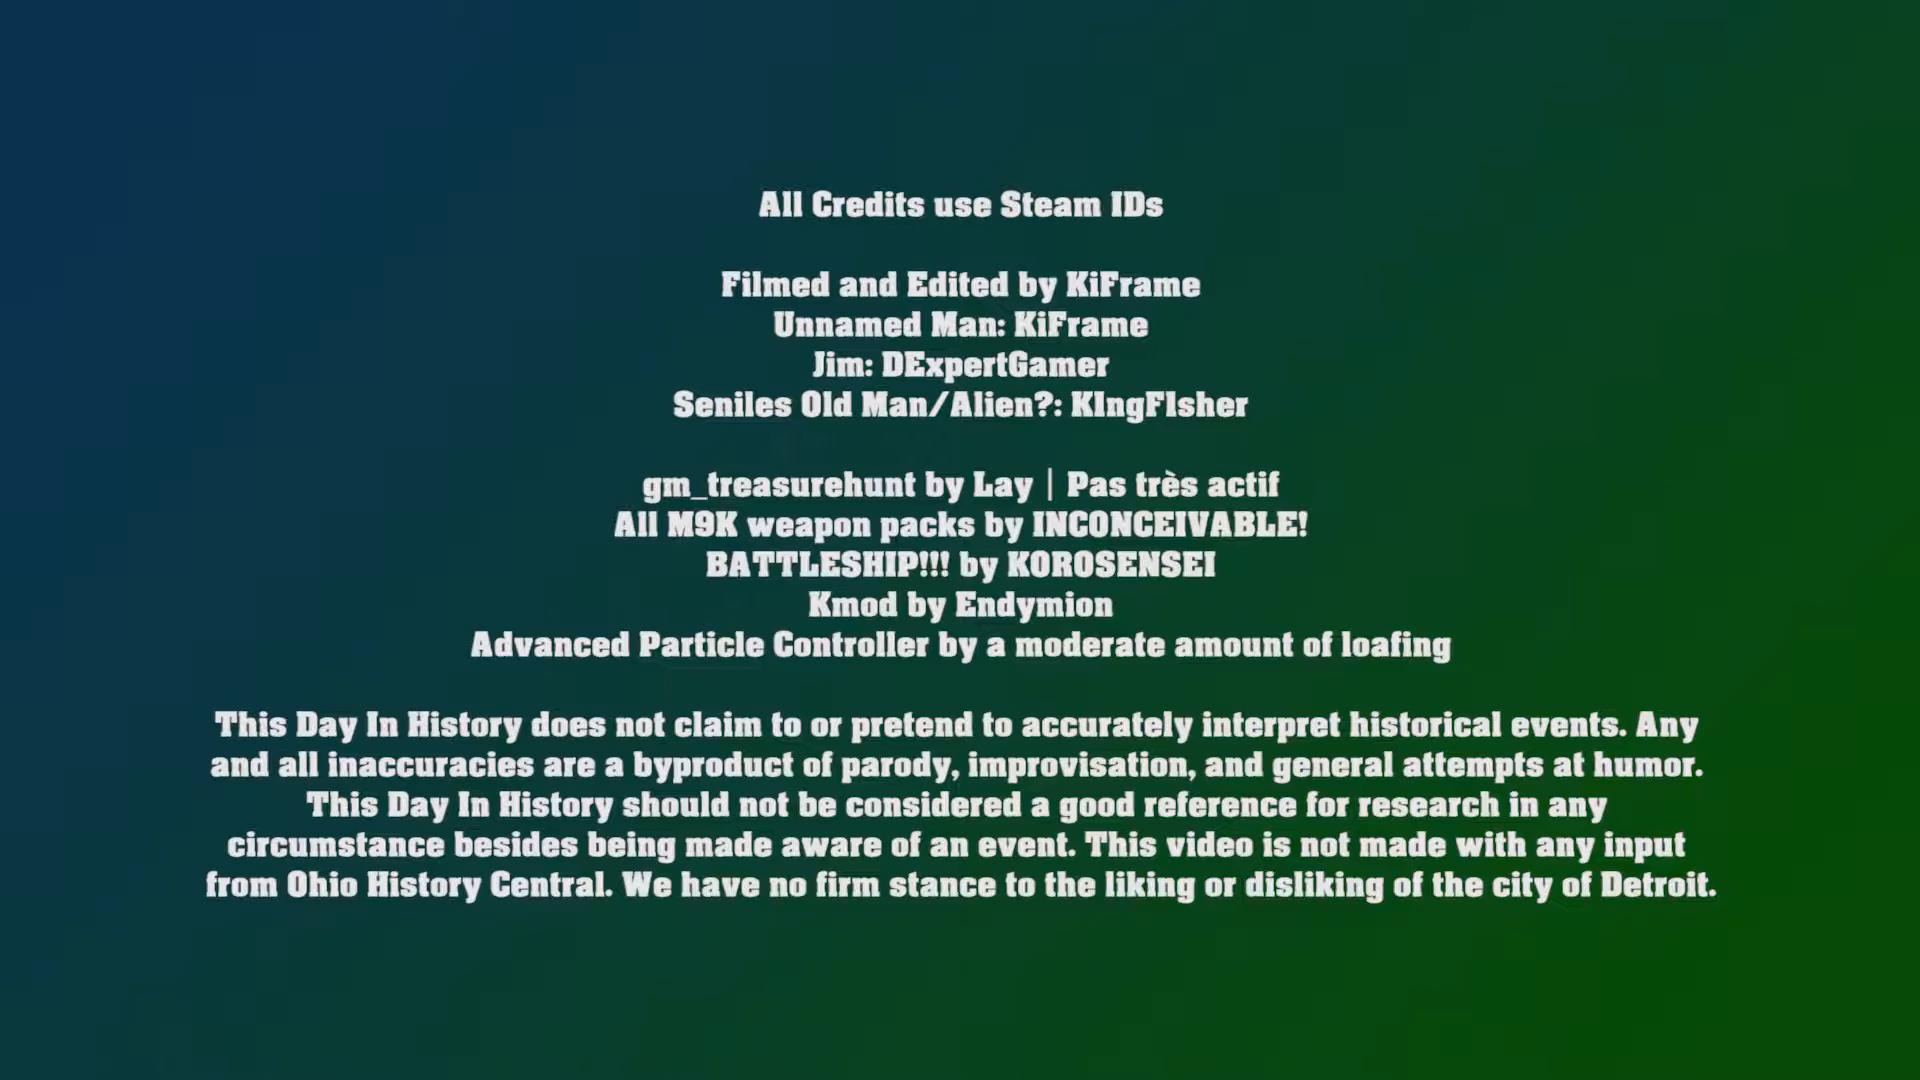 All Credits use Steam IDs
Filmed and Edited by KiFrame
Unnamed Man: KiFrame
Jim: DExpertGamer
Seniles Old Man/Alien?: KIngFIsher
gm_treasurehunt by Lay | Pas très actif
All M9K weapon packs by INCONCEIVABLE!
BATTLESHIP!!! by KOROSENSEI
Kmod by Endymion
Advanced Particle Controller by a moderate amount of loafing
This Day In History does not claim to or pretend to accurately interpret historical events. Any
and all inaccuracies are a byproduct of parody, improvisation, and general attempts at humor.
This Day In History should not be considered a good reference for research in any
circumstance besides being made aware of an event. This video is not made with any input
from Ohio History Central. We have no firm stance to the liking or disliking of the city of Detroit.